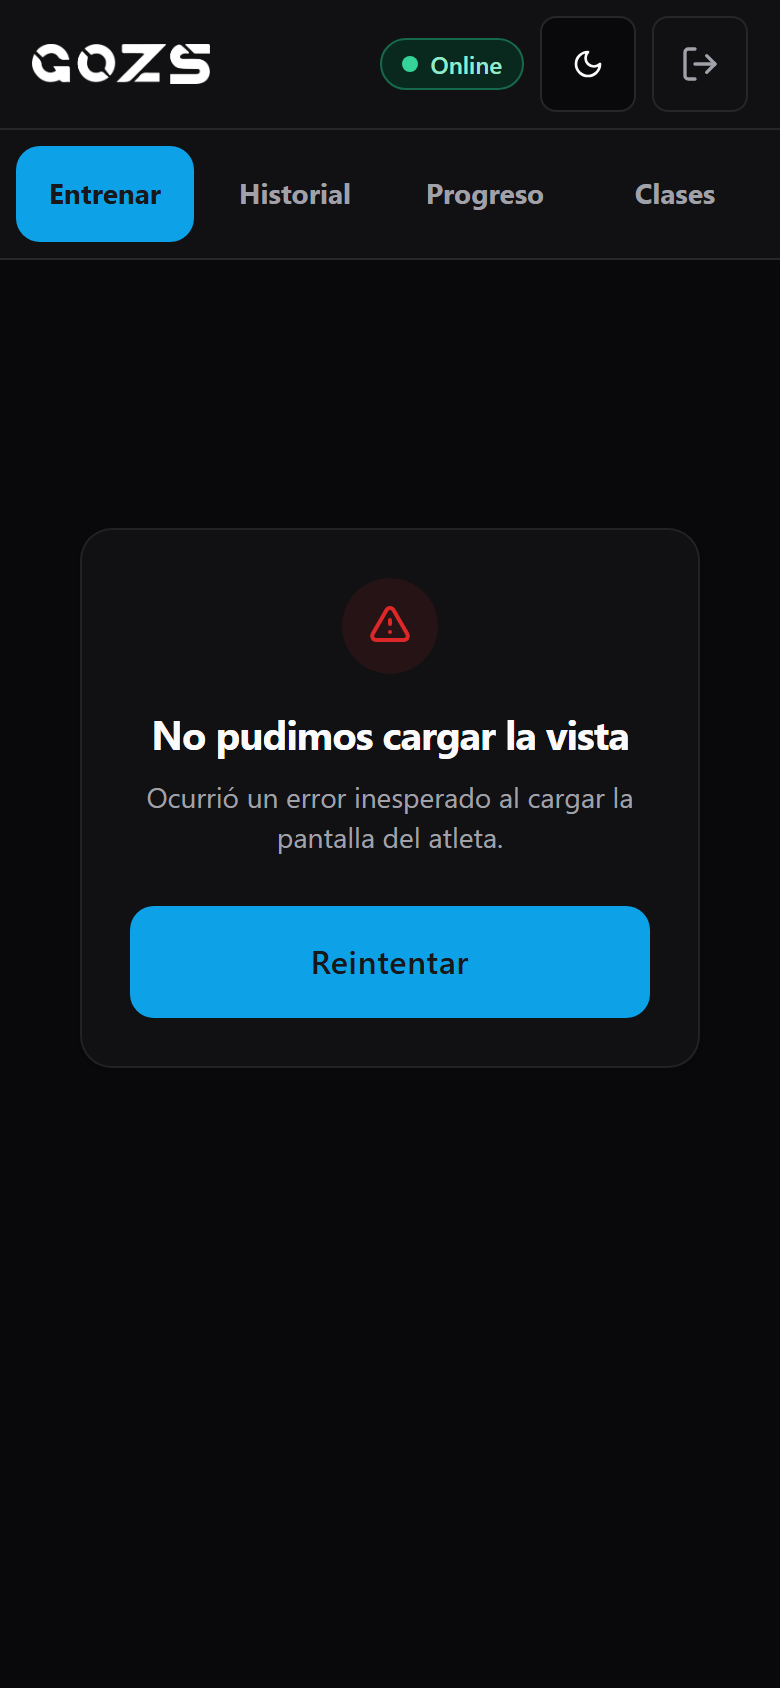 GOZS
Online
Entrenar
Historial
Progreso
Clases
No pudimos cargar la vista
Ocurrió un error inesperado al cargar la
pantalla del atleta.
Reintentar